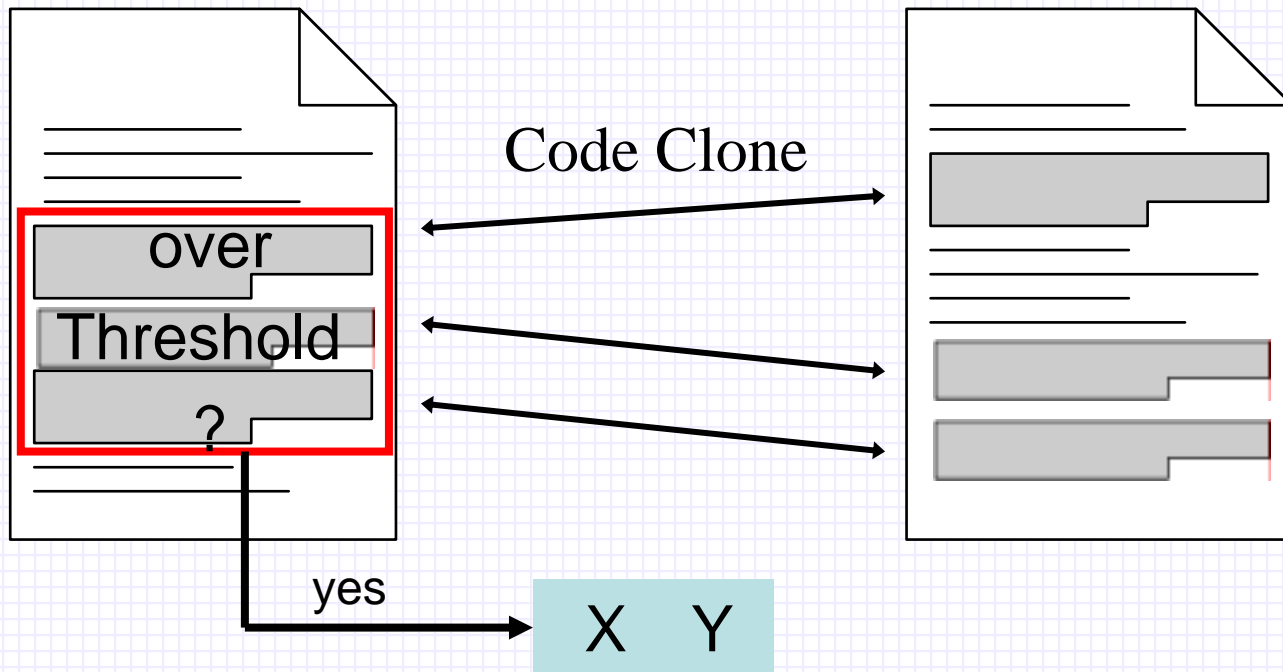 Code Clone
over
Threshold
?
yes
X Y